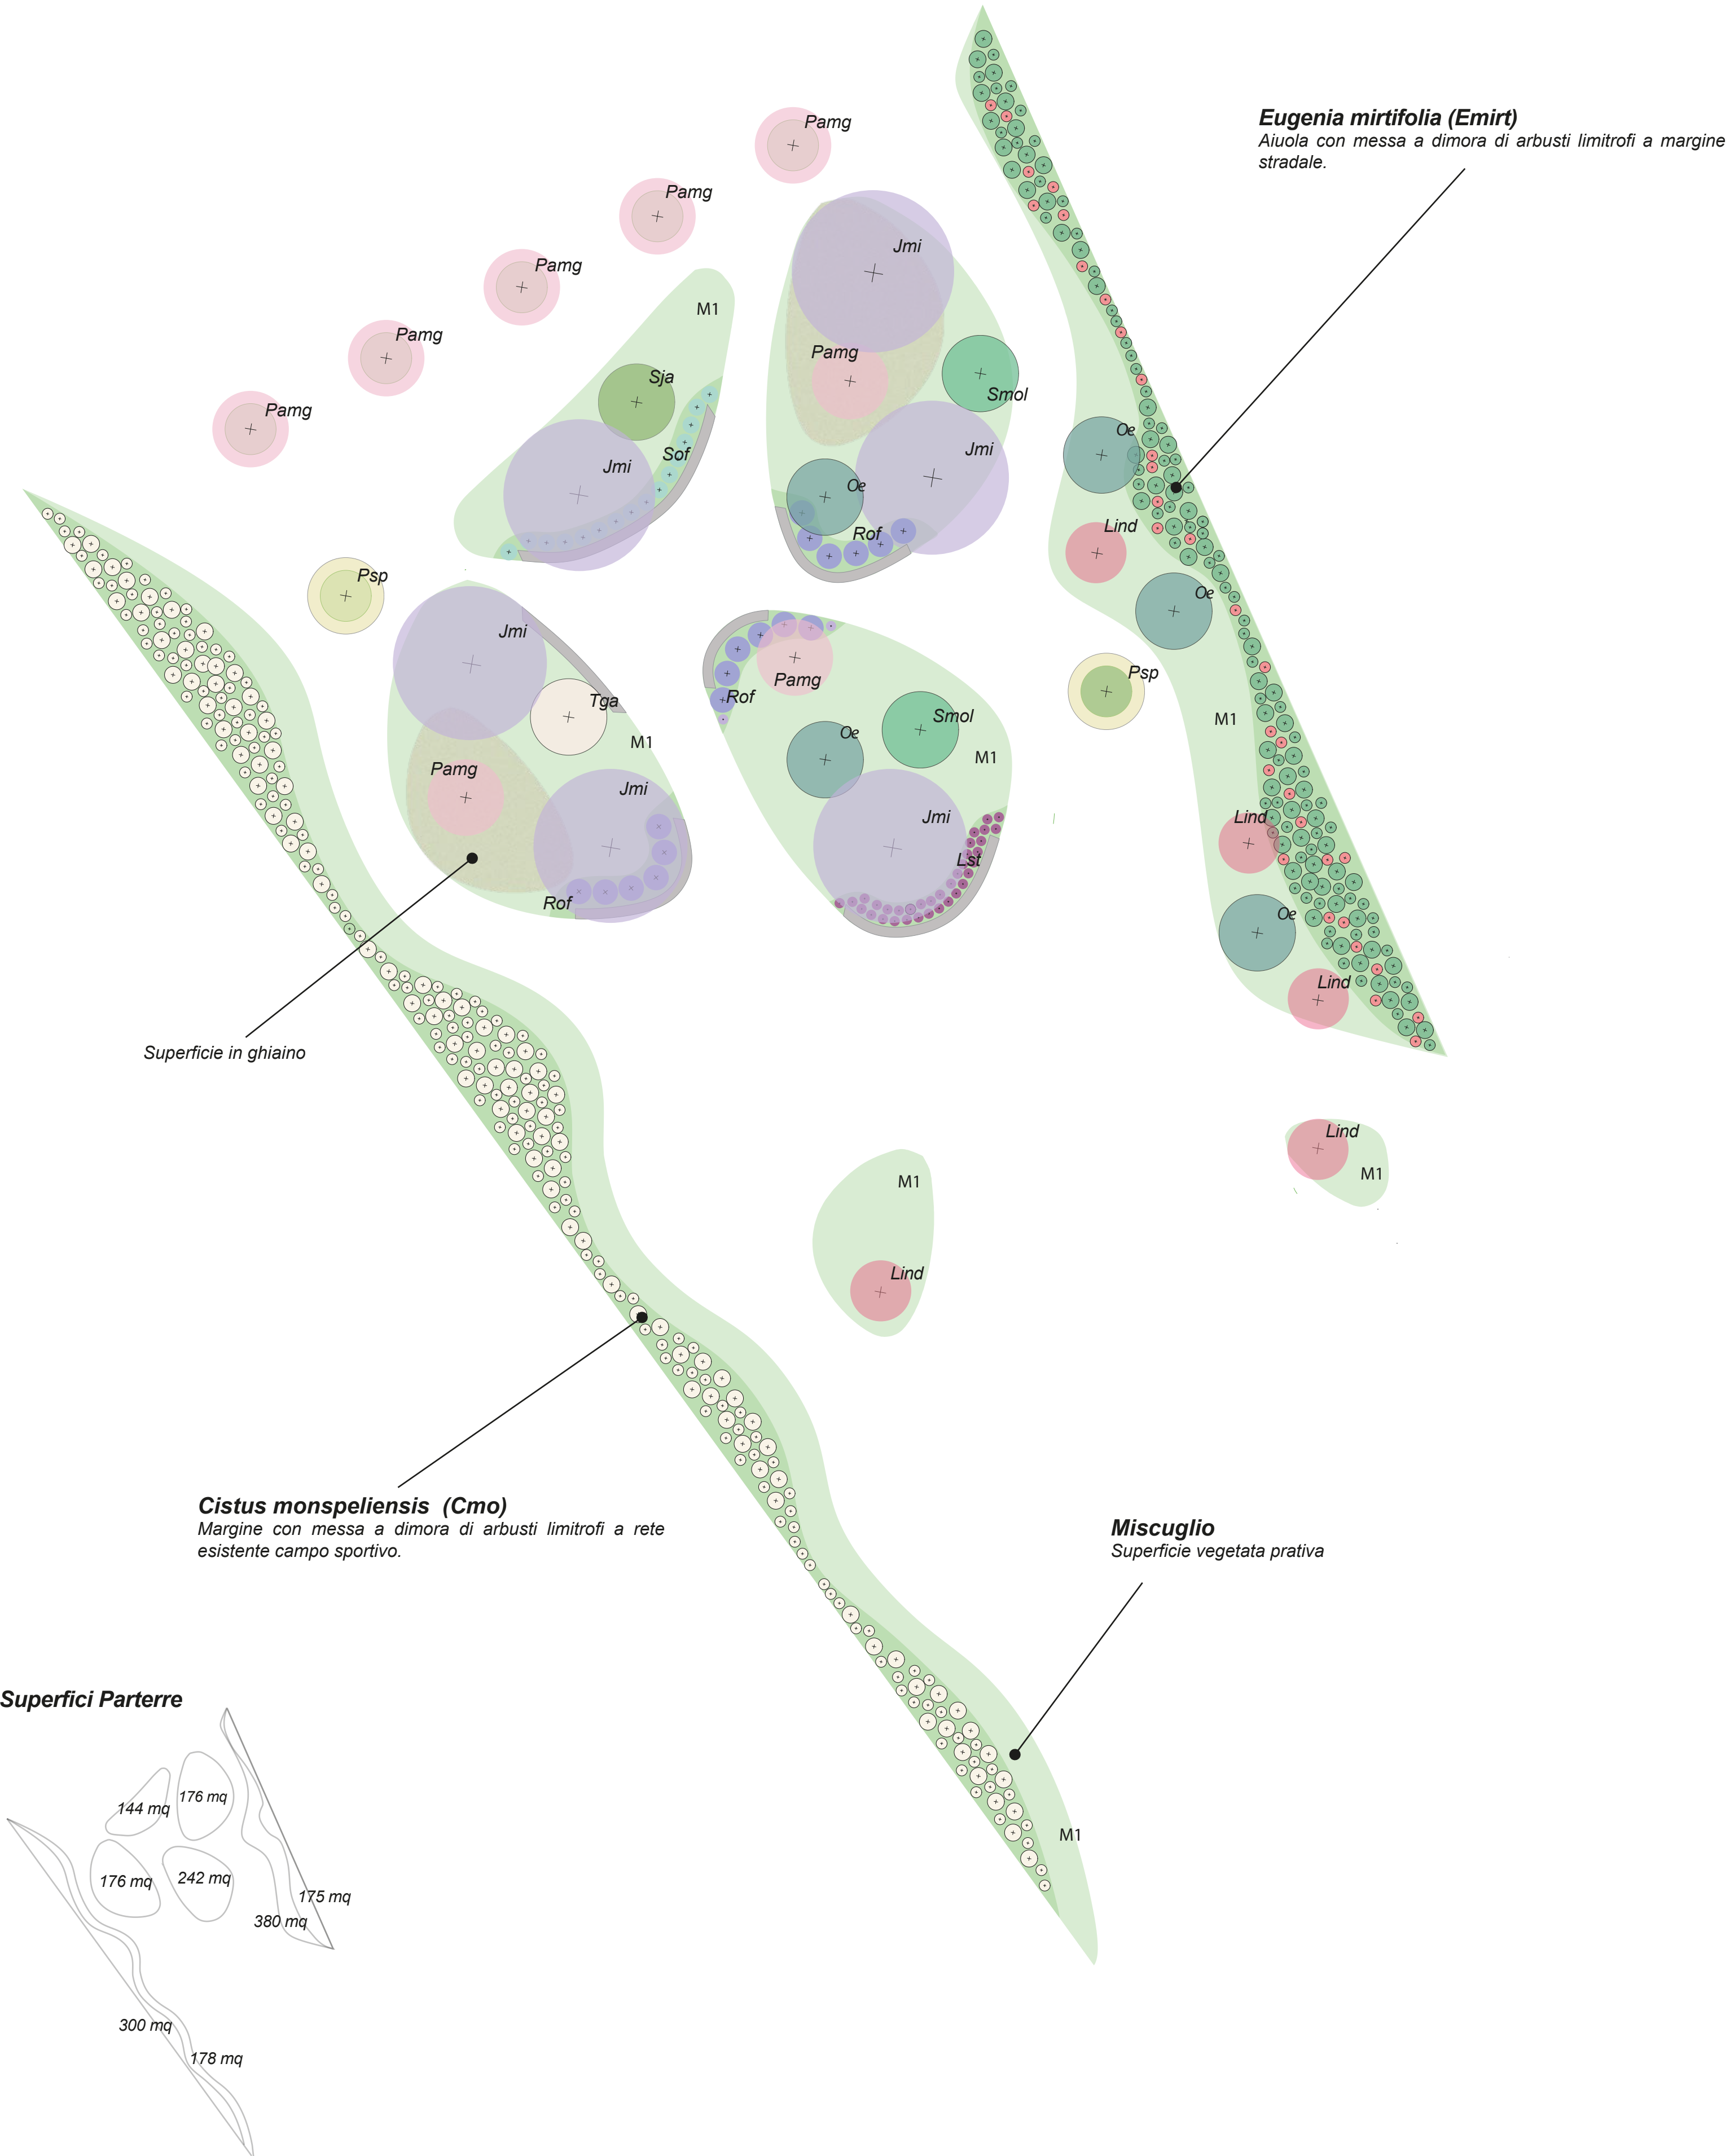 Eugenia mirtifolia (Emirt)
Aiuola con messa a dimora di arbusti limitrofi a margine
stradale.
Pamg
Pamg
Jmi
Pamg
M1
Pamg
Pamg
Sja
Smol
Pamg
Oe
Jmi
Sof
Jmi
Oe
Rof
Lind
Psp
Oe
Jmi
Pamg
Psp
Tga
Rof
Smol
M1
M1
Oe
M1
Pamg
Jmi
Jmi
Lind
Lst
Rof
Oe
Lind
Superficie in ghiaino
Lind
M1
M1
Lind
Cistus monspeliensis (Cmo)
Margine con messa a dimora di arbusti limitrofi a rete
esistente campo sportivo.
Miscuglio
Superficie vegetata prativa
M1
Superfici Parterre
144 mq
176 mq
176 mq
242 mq
175 mq
380 mq
300 mq
178 mq